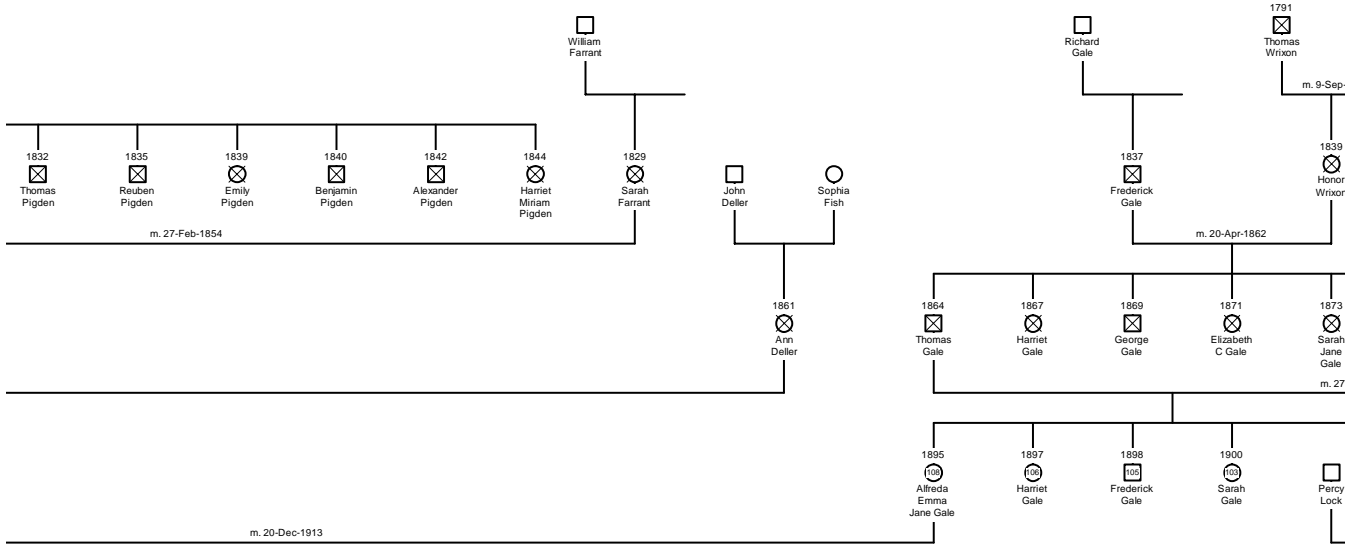 1791
William
Farrant
Richard
Gale
Thomas
Wrixon
m. 9-Sep-
1832
1835
1839
1840
1842
1844
1829
1837
1839
Thomas
Pigden
Reuben
Pigden
Emily
Pigden
Benjamin
Pigden
Alexander
Pigden
Harriet
Miriam
Pigden
Sarah
Farrant
John
Deller
Sophia
Fish
Frederick
Gale
Honor
Wrixon
m. 27-Feb-1854
m. 20-Apr-1862
1861
1864
1867
1869
1871
1873
Ann
Deller
Thomas
Gale
Harriet
Gale
George
Gale
Elizabeth
C Gale
Sarah
Jane
Gale
m. 27
1895
1897
1898
1900
108
106
105
103
Alfreda
Emma
Jane Gale
Harriet
Gale
Frederick
Gale
Sarah
Gale
Percy
Lock
m. 20-Dec-1913